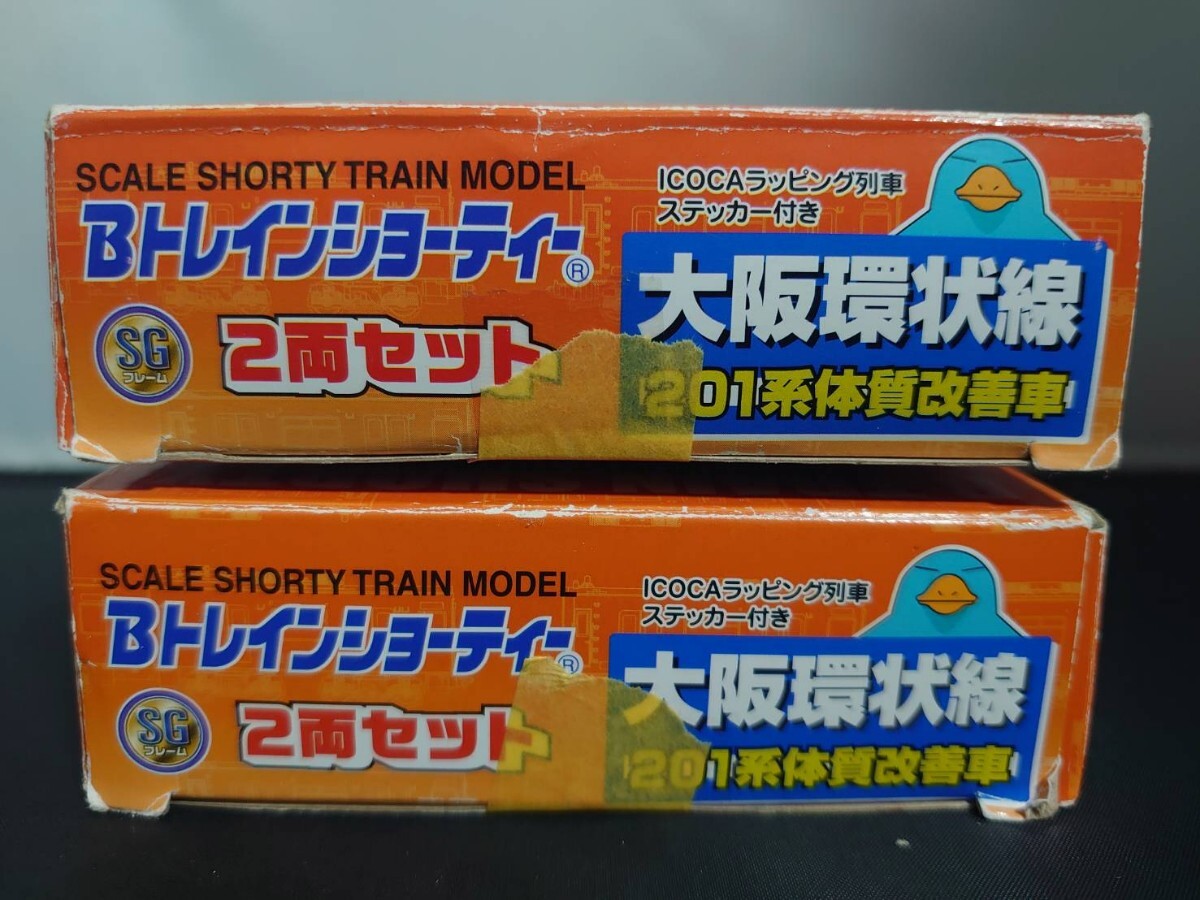 SCALE SHORTY TRAIN MODEL
Bトレインショーティー®
SG
フレーム
2両セット
ICOCAラッピング列車
ステッカー付き
大阪環状線
201系体質改善車
SCALE SHORTY TRAIN MODEL
Bトレインショーティー®
SG
フレーム
2両セット
ICOCAラッピング列車
ステッカー付き
大阪環状線
201系体質改善車